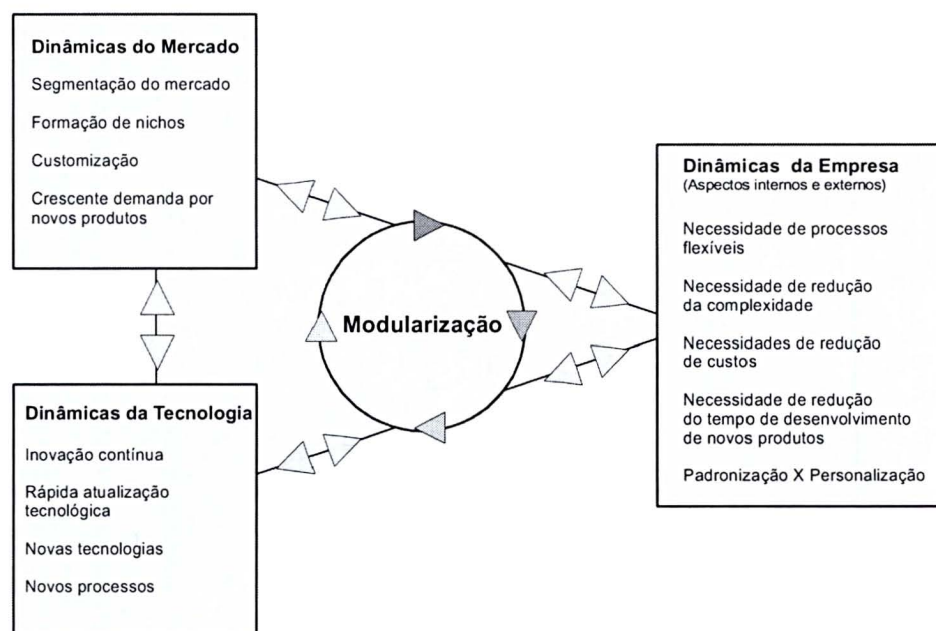 Dinâmicas do Mercado
Segmentação do mercado
Formação de nichos
Customização
Crescente demanda por
novos produtos
Dinâmicas da Tecnologia
Inovação contínua
Rápida atualização
tecnológica
Novas tecnologias
Novos processos
Modularização
Dinâmicas da Empresa
(Aspectos internos e externos)
Necessidade de processos
flexíveis
Necessidade de redução
da complexidade
Necessidades de redução
de custos
Necessidade de redução
do tempo de desenvolvimento
de novos produtos
Padronização X Personalização